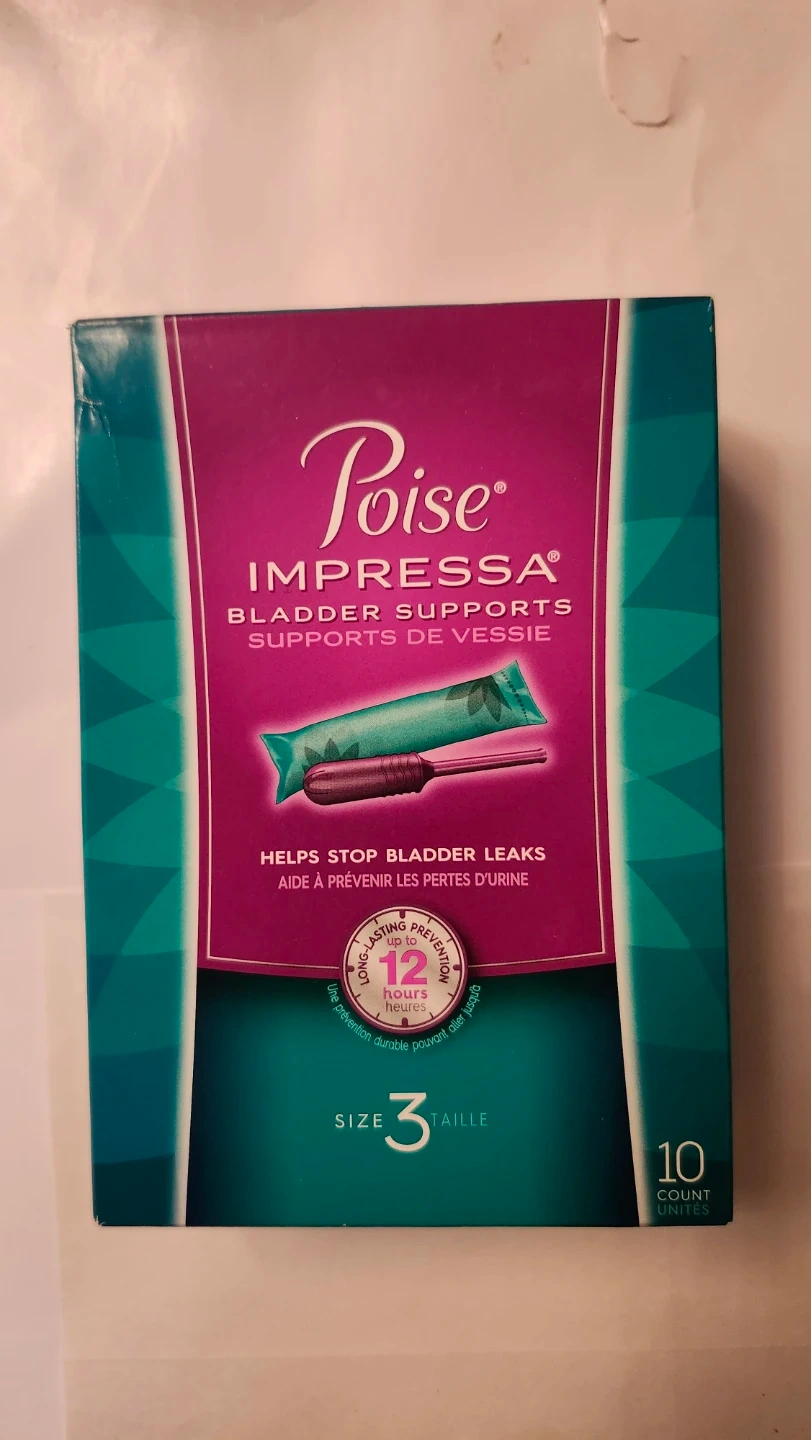 Poise®
IMPRESSA®
BLADDER SUPPORTS
SUPPORTS DE VESSIE
HELPS STOP BLADDER LEAKS
AIDE À PRÉVENIR LES PERTES D'URINE
LONG-LASTING PREVENTION
up to
12
hours
heures
Une prévention durable pouvant aller jusqu'à
SIZE 3 TAILLE
10
COUNT
UNITÉS